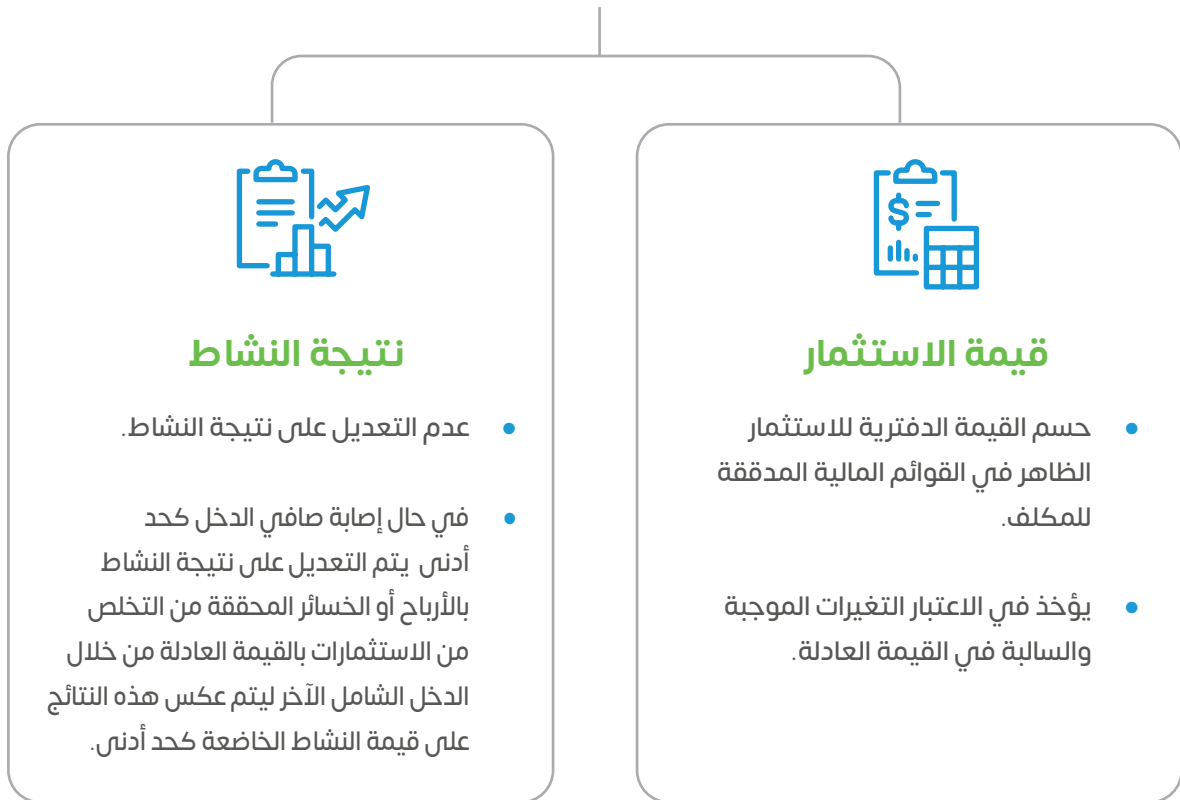 قيمة الاستثمار
حسم القيمة الدفترية للاستثمار
الظاهر في القوائم المالية المدققة
للمكلف.
يؤخذ في الاعتبار التغيرات الموجبة
والسالبة في القيمة العادلة.
نتيجة النشاط
عدم التعديل على نتيجة النشاط.
في حال إصابة صافي الدخل كحد
أدنى يتم التعديل على نتيجة النشاط
بالأرباح أو الخسائر المحققة من التخلص
من الاستثمارات بالقيمة العادلة من خلال
الدخل الشامل الآخر ليتم عكس هذه النتائج
على قيمة النشاط الخاضعة كحد أدنى.